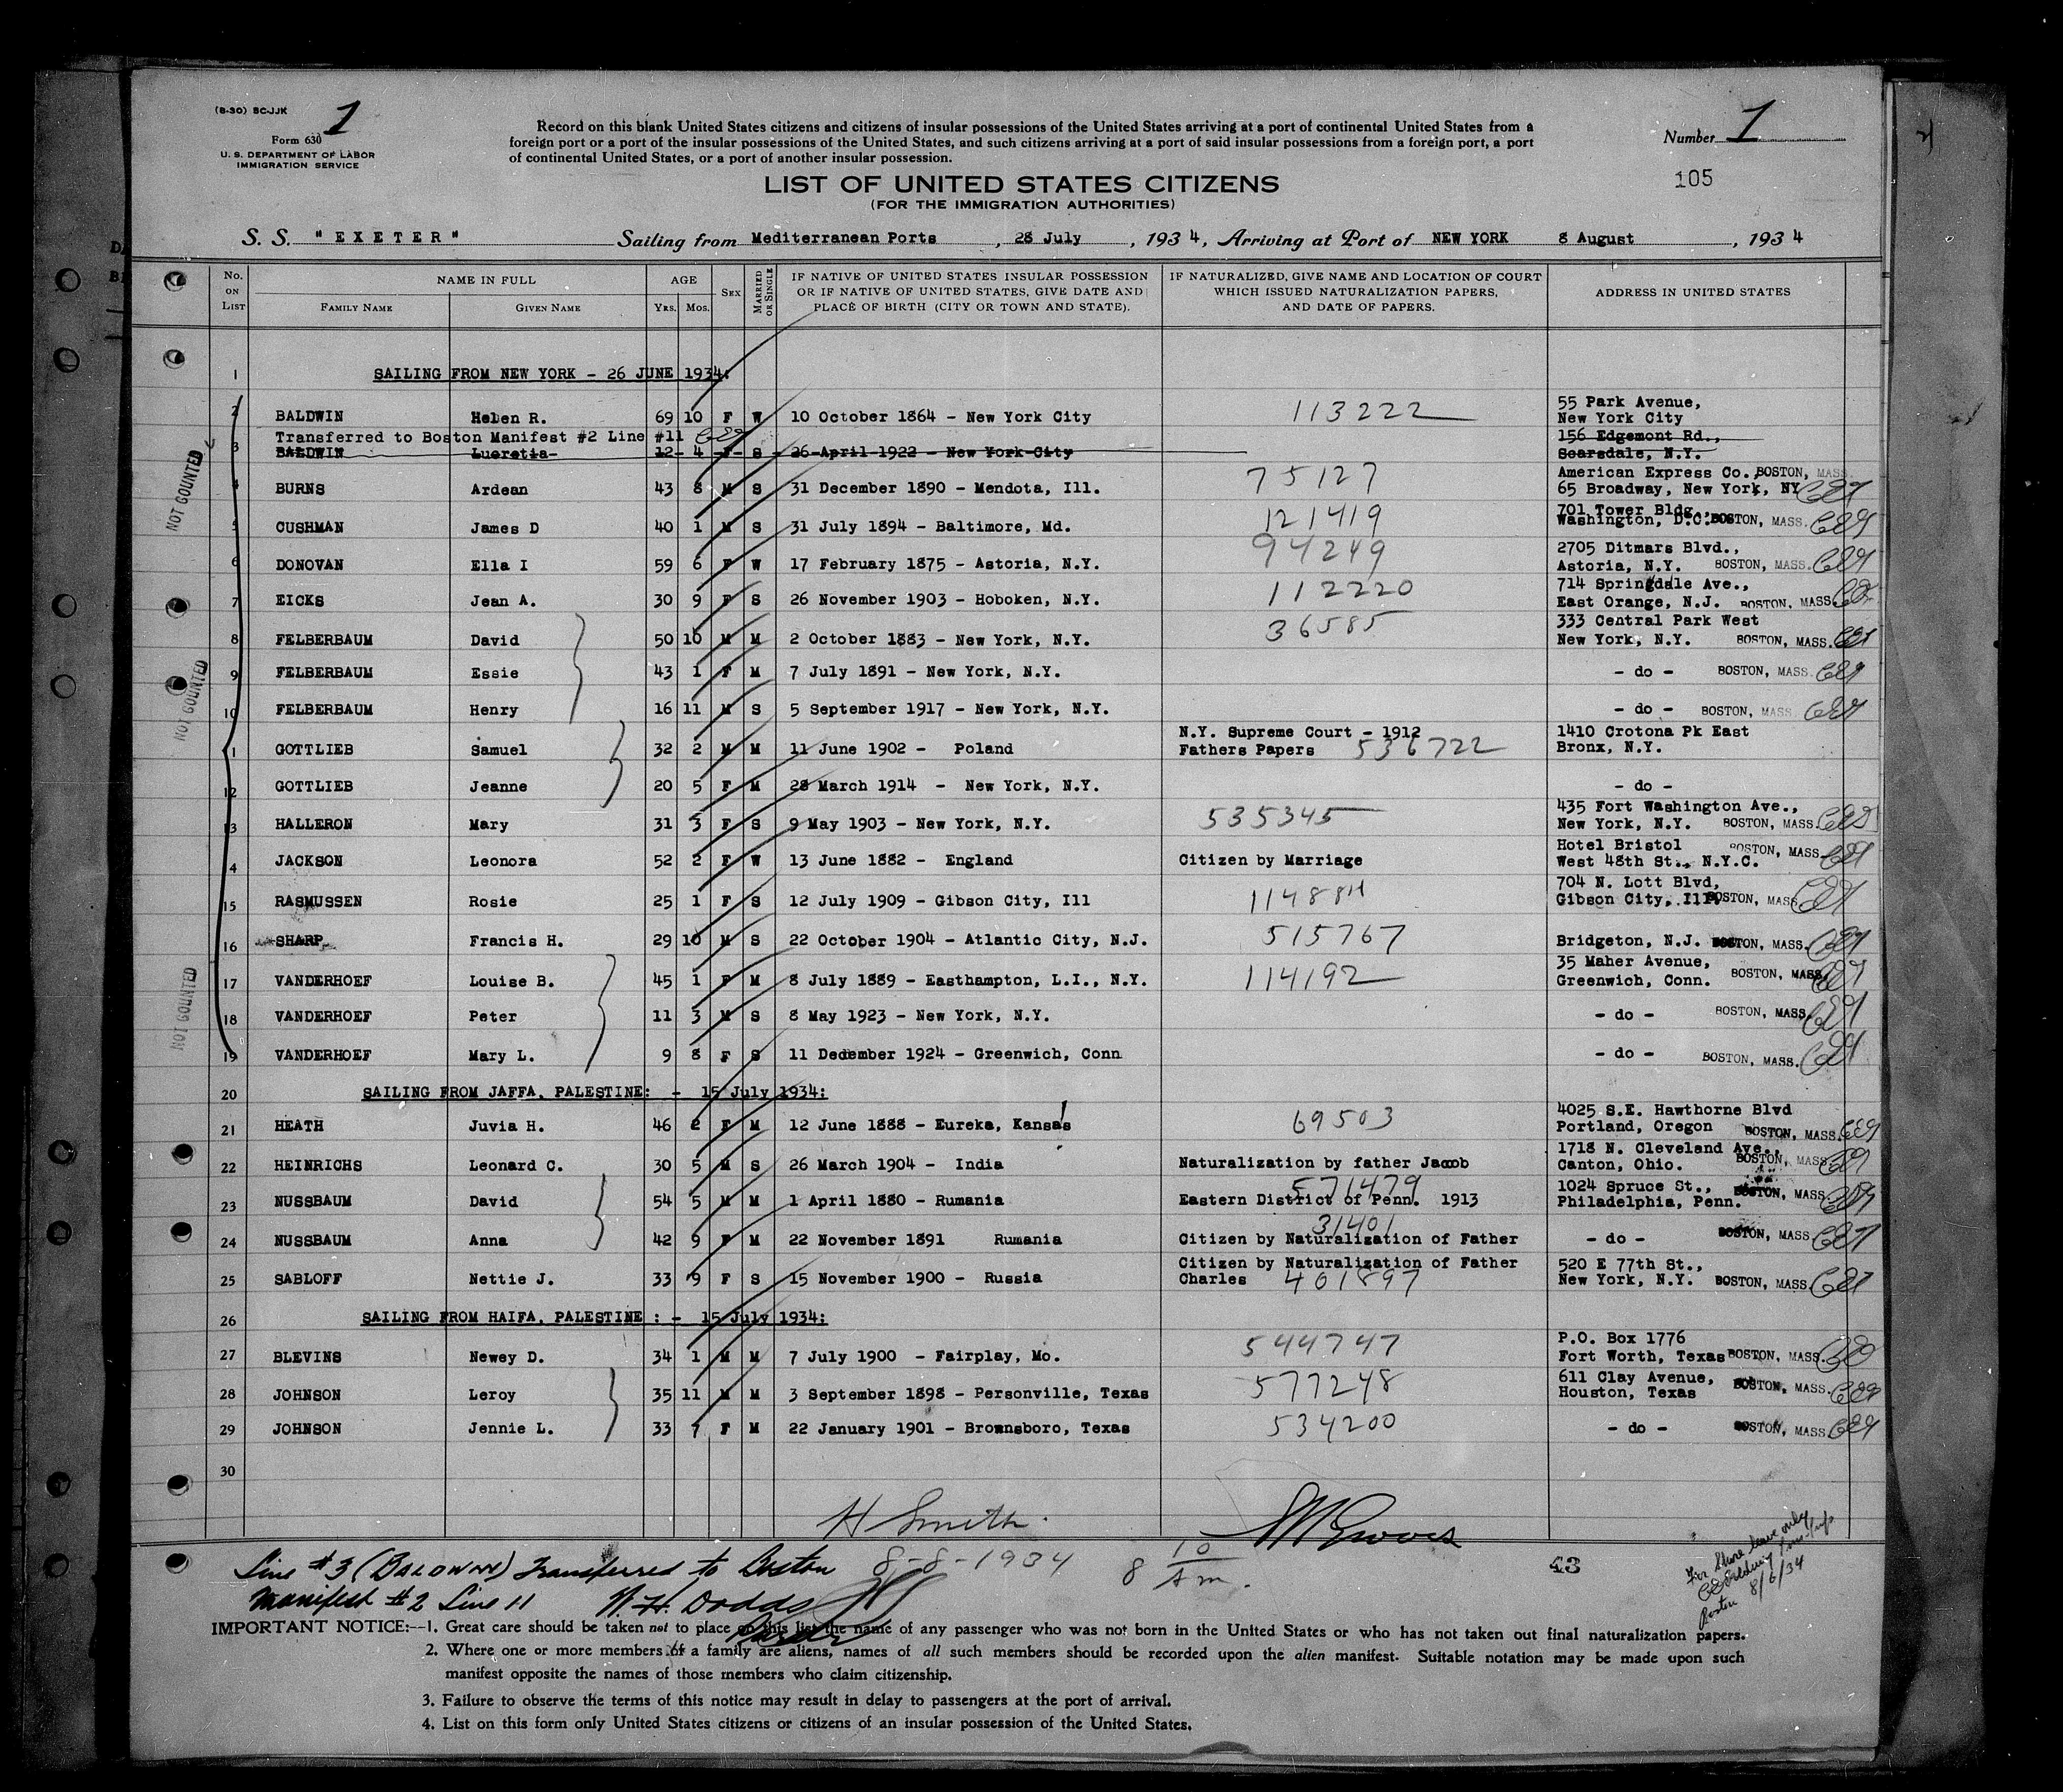 (8-30) BC-JJK
1
Form 630
U. S. DEPARTMENT OF LABOR
IMMIGRATION SERVICE
Record on this blank United States citizens and citizens of insular possessions of the United States arriving at a port of continental United States from a
foreign port or a port of the insular possessions of the United States, and such citizens arriving at a port of said insular possessions from a foreign port, a port
of continental United States, or a port of another insular possession.
Number 1
105
LIST OF UNITED STATES CITIZENS
(FOR THE IMMIGRATION AUTHORITIES)
S. S. "EXETER" Sailing from Mediterranean Ports, 28 July, 1934, Arriving at Port of NEW YORK 8 August, 1934
No. ON LIST
NAME IN FULL
FAMILY NAME GIVEN NAME
AGE
YRS. MOS.
SEX
MARRIED OR SINGLE
IF NATIVE OF UNITED STATES INSULAR POSSESSION
OR IF NATIVE OF UNITED STATES, GIVE DATE AND
PLACE OF BIRTH (CITY OR TOWN AND STATE).
IF NATURALIZED, GIVE NAME AND LOCATION OF COURT
WHICH ISSUED NATURALIZATION PAPERS,
AND DATE OF PAPERS.
ADDRESS IN UNITED STATES
1 SAILING FROM NEW YORK - 26 JUNE 1934:
2 BALDWIN Helen R. 69 10 F W 10 October 1864 - New York City 113222 55 Park Avenue,
New York City
Transferred to Boston Manifest #2 Line #11
3 BALDWIN Lucretia 12 4 F S 26 April 1922 - New York City 156 Edgemont Rd.,
Scarsdale, N.Y.
4 BURNS Ardean 43 8 M S 31 December 1890 - Mendota, Ill. 75127 American Express Co. BOSTON, MASS.
65 Broadway, New York, NY
5 CUSHMAN James D 40 1 M S 31 July 1894 - Baltimore, Md. 121419 701 Tower Bldg.,
Washington, D.C. BOSTON, MASS.
6 DONOVAN Ella I 59 6 F W 17 February 1875 - Astoria, N.Y. 94249 2705 Ditmars Blvd.,
Astoria, N.Y. BOSTON, MASS.
7 EICKS Jean A. 30 9 F S 26 November 1903 - Hoboken, N.Y. 112220 714 Springdale Ave.,
East Orange, N.J. BOSTON, MASS.
8 FELBERBAUM David 50 10 M M 2 October 1883 - New York, N.Y. 36585 333 Central Park West
New York, N.Y. BOSTON, MASS.
9 FELBERBAUM Essie 43 1 F M 7 July 1891 - New York, N.Y. - do - BOSTON, MASS.
10 FELBERBAUM Henry 16 11 M S 5 September 1917 - New York, N.Y. - do - BOSTON, MASS.
11 GOTTLIEB Samuel 32 2 M M 11 June 1902 - Poland N.Y. Supreme Court - 1912
Fathers Papers 536722 1410 Crotona Pk East
Bronx, N.Y.
12 GOTTLIEB Jeanne 20 5 F M 28 March 1914 - New York, N.Y. - do -
13 HALLERON Mary 31 3 F S 9 May 1903 - New York, N.Y. 535345 435 Fort Washington Ave.,
New York, N.Y. BOSTON, MASS.
14 JACKSON Leonora 52 2 F W 13 June 1882 - England Citizen by Marriage Hotel Bristol BOSTON, MASS.
West 48th St., N.Y.C.
15 RASMUSSEN Rosie 25 1 F S 12 July 1909 - Gibson City, Ill 114884 704 N. Lott Blvd,
Gibson City, Ill. BOSTON, MASS.
16 SHARP Francis H. 29 10 M S 22 October 1904 - Atlantic City, N.J. 515767 Bridgeton, N.J. BOSTON, MASS.
17 VANDERHOEF Louise B. 45 1 F M 8 July 1889 - Easthampton, L.I., N.Y. 114192 35 Maher Avenue,
Greenwich, Conn. BOSTON, MASS.
18 VANDERHOEF Peter 11 3 M S 8 May 1923 - New York, N.Y. - do - BOSTON, MASS.
19 VANDERHOEF Mary L. 9 8 F S 11 December 1924 - Greenwich, Conn - do - BOSTON, MASS.
20 SAILING FROM JAFFA, PALESTINE: - 15 July 1934:
21 HEATH Juvia H. 46 2 F M 12 June 1888 - Eureka, Kansas 69503 4025 S.E. Hawthorne Blvd
Portland, Oregon BOSTON, MASS.
22 HEINRICHS Leonard C. 30 5 M S 26 March 1904 - India Naturalization by father Jacob 1718 N. Cleveland Ave.,
Canton, Ohio. BOSTON, MASS.
23 NUSSBAUM David 54 5 M M 1 April 1880 - Rumania 571479
Eastern District of Penn. 1913 1024 Spruce St.,
Philadelphia, Penn. BOSTON, MASS.
24 NUSSBAUM Anna 42 9 F M 22 November 1891 Rumania 31401
Citizen by Naturalization of Father - do - BOSTON, MASS.
25 SABLOFF Nettie J. 33 9 F S 15 November 1900 - Russia Citizen by Naturalization of Father
Charles 401897 520 E 77th St.,
New York, N.Y. BOSTON, MASS.
26 SAILING FROM HAIFA, PALESTINE : - 15 July 1934:
27 BLEVINS Newey D. 34 1 M M 7 July 1900 - Fairplay, Mo. 544747 P.O. Box 1776
Fort Worth, Texas BOSTON, MASS.
28 JOHNSON Leroy 35 11 M M 3 September 1898 - Personville, Texas 577248 611 Clay Avenue,
Houston, Texas BOSTON, MASS.
29 JOHNSON Jennie L. 33 7 F M 22 January 1901 - Brownsboro, Texas 534200 - do - BOSTON, MASS.
30
NOT COUNTED
NOT COUNTED
NOT COUNTED
H Smith
Line #3 (BALDWIN) Transferred to Boston 8-8-1934 8 10 Am.
Manifest #2 Line 11 W. H. Dodds
Purser
43
For Shore leave only
Boston 8/6/34
IMPORTANT NOTICE:--1. Great care should be taken not to place on this list the name of any passenger who was not born in the United States or who has not taken out final naturalization papers.
2. Where one or more members of a family are aliens, names of all such members should be recorded upon the alien manifest. Suitable notation may be made upon such
manifest opposite the names of those members who claim citizenship.
3. Failure to observe the terms of this notice may result in delay to passengers at the port of arrival.
4. List on this form only United States citizens or citizens of an insular possession of the United States.